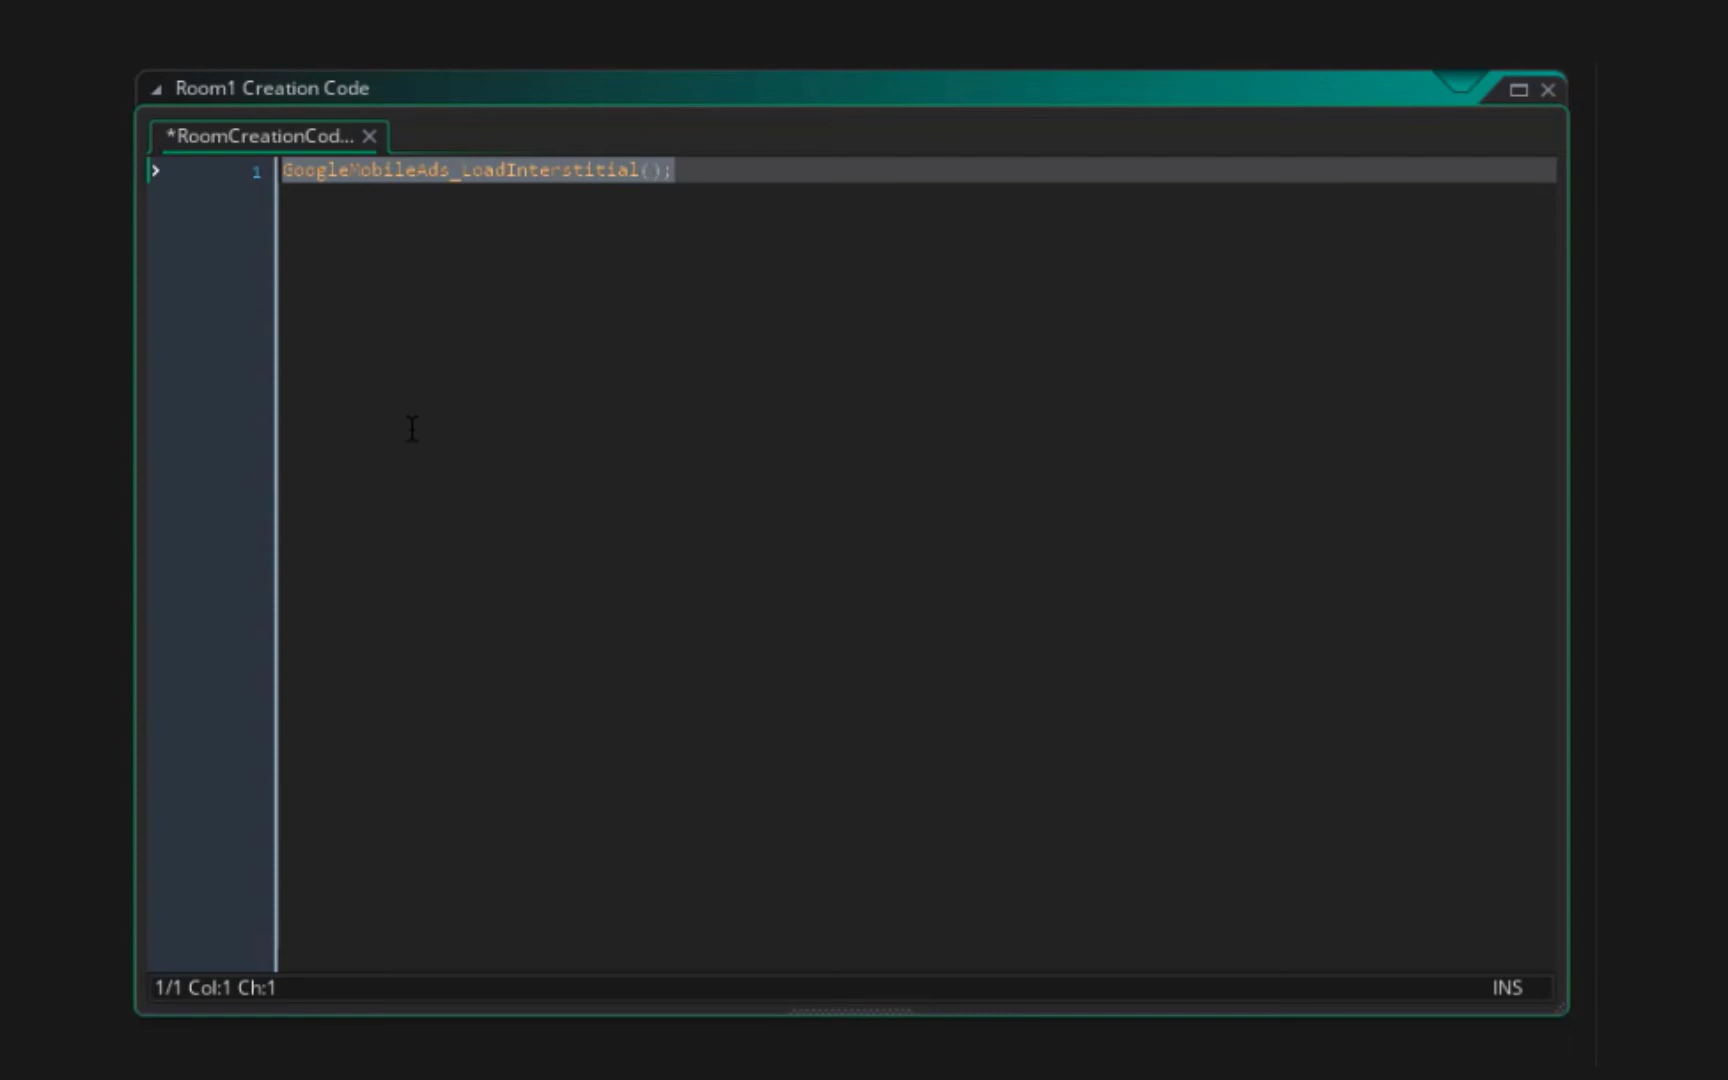 Room1 Creation Code
*RoomCreationCod...
1 GoogleMobileAds_LoadInterstitial();
1/1 Col:1 Ch:1 INS